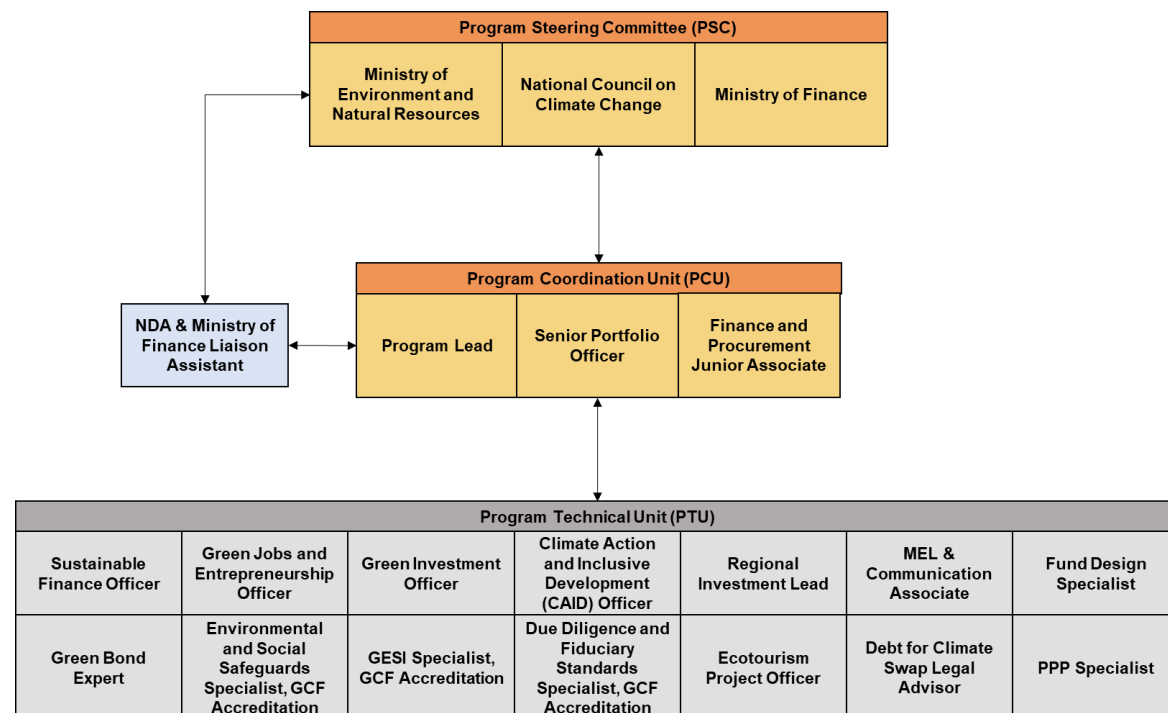 Program Steering Committee (PSC)
Ministry of
Environment and
Natural Resources
National Council on
Climate Change
Ministry of Finance
Program Coordination Unit (PCU)
NDA & Ministry of
Finance Liaison
Assistant
Program Lead
Senior Portfolio
Officer
Finance and
Procurement
Junior Associate
Program Technical Unit (PTU)
Sustainable
Finance Officer
Green Jobs and
Entrepreneurship
Officer
Green Investment
Officer
Climate Action
and Inclusive
Development
(CAID) Officer
Regional
Investment Lead
MEL &
Communication
Associate
Fund Design
Specialist
Green Bond
Expert
Environmental
and Social
Safeguards
Specialist, GCF
Accreditation
GESI Specialist,
GCF Accreditation
Due Diligence and
Fiduciary
Standards
Specialist, GCF
Accreditation
Ecotourism
Project Officer
Debt for Climate
Swap Legal
Advisor
PPP Specialist